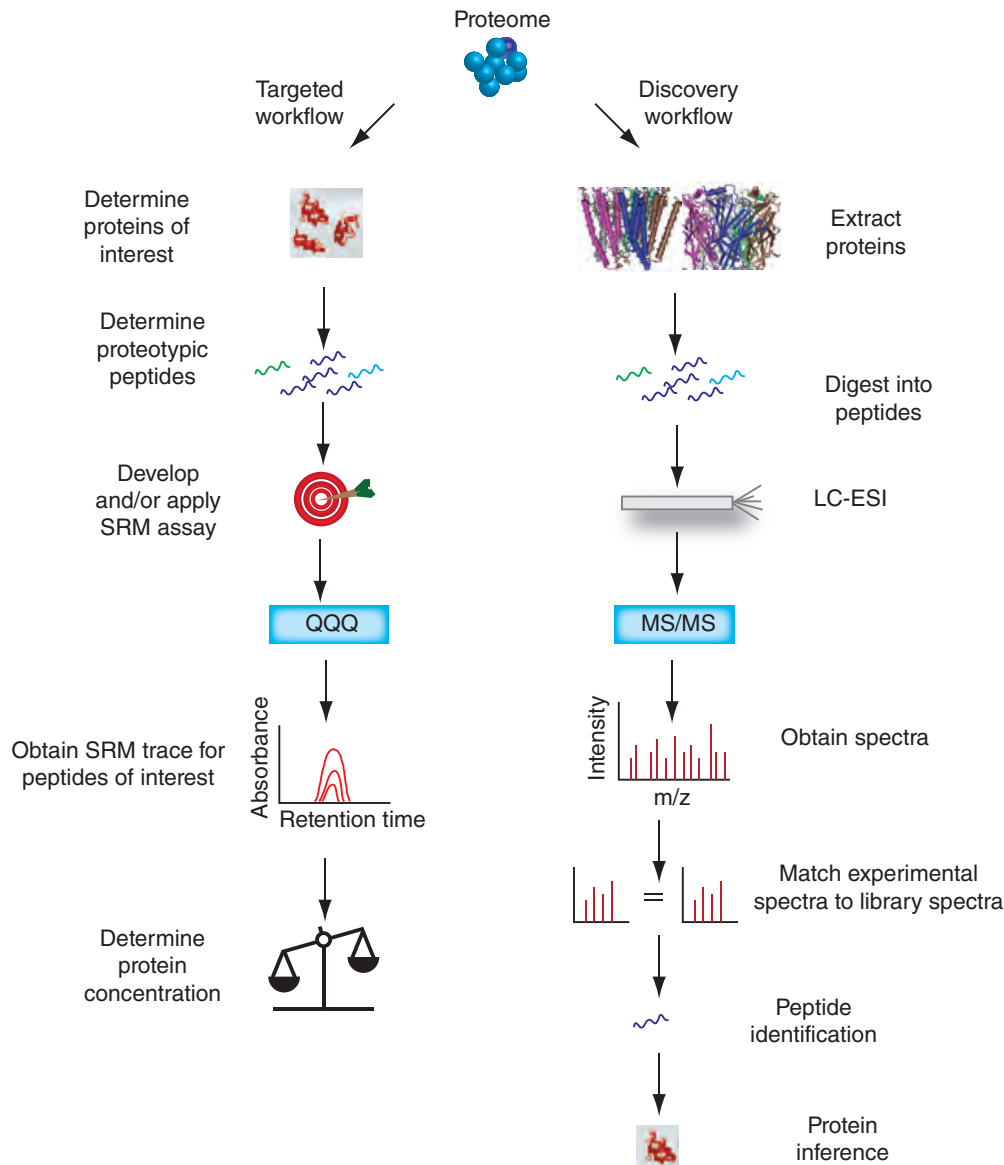 Proteome
Targeted
workflow
Discovery
workflow
Determine
proteins of
interest
Extract
proteins
Determine
proteotypic
peptides
Digest into
peptides
Develop
and/or apply
SRM assay
LC-ESI
QQQ
MS/MS
Obtain SRM trace for
peptides of interest
Absorbance
Retention time
Intensity
m/z
Obtain spectra
Match experimental
spectra to library spectra
=
Determine
protein
concentration
Peptide
identification
Protein
inference